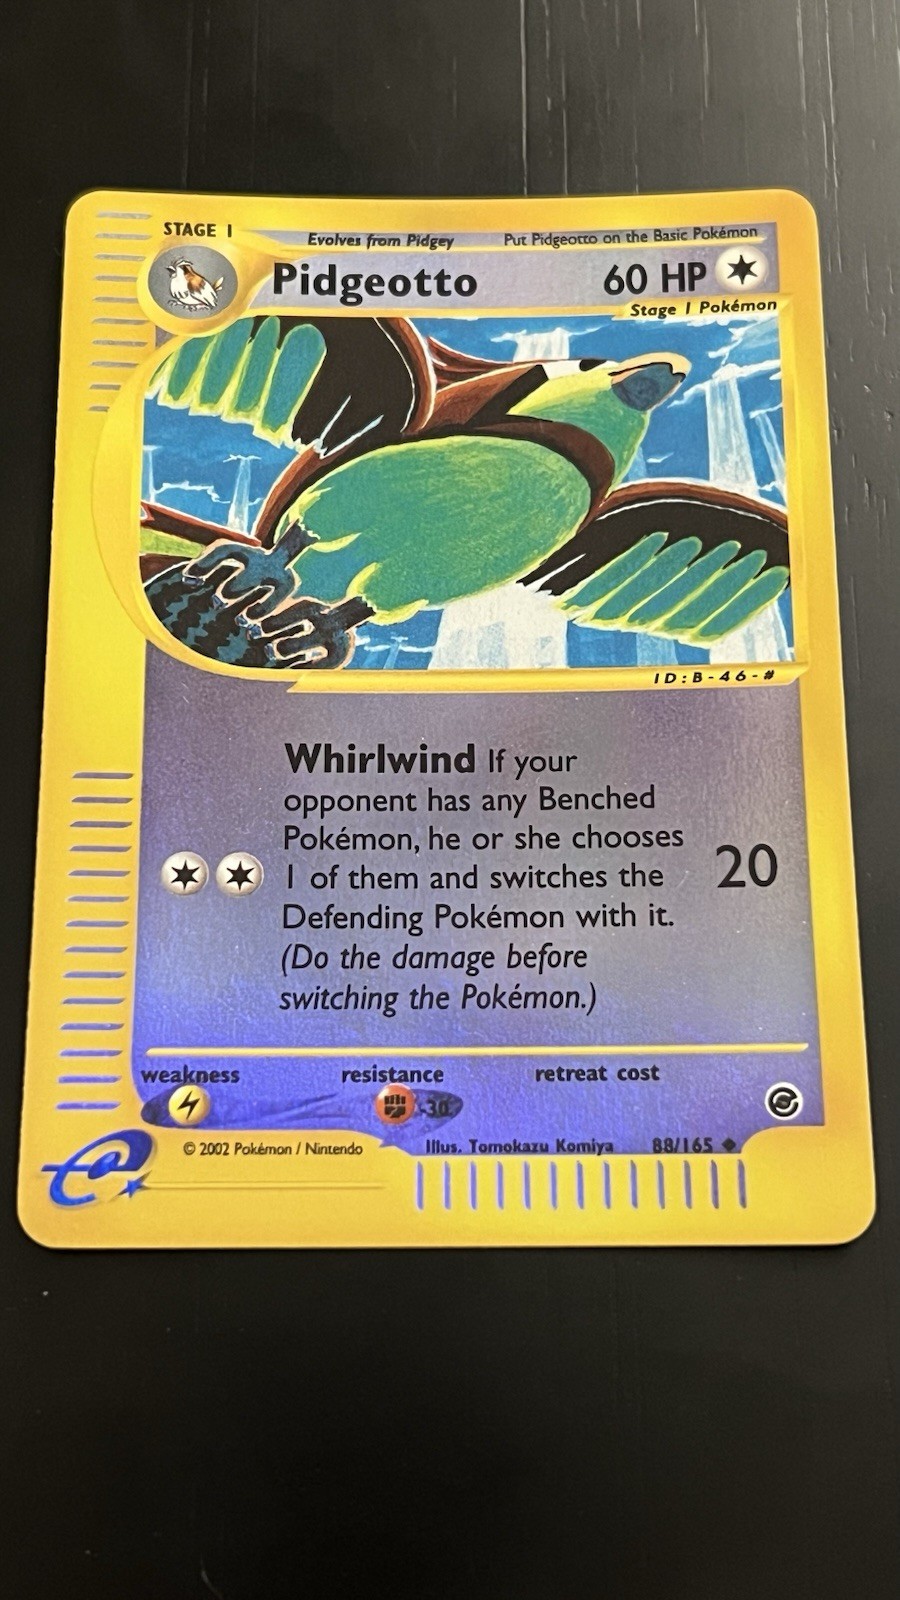 STAGE 1
Evolves from Pidgey
Put Pidgeotto on the Basic Pokémon
Pidgeotto
60 HP
Stage 1 Pokémon
ID:B-46-#
Whirlwind If your
opponent has any Benched
Pokémon, he or she chooses
1 of them and switches the
Defending Pokémon with it.
(Do the damage before
switching the Pokémon.)
20
weakness
resistance
retreat cost
-30
© 2002 Pokémon / Nintendo
Illus. Tomokazu Komiya
88/165
e